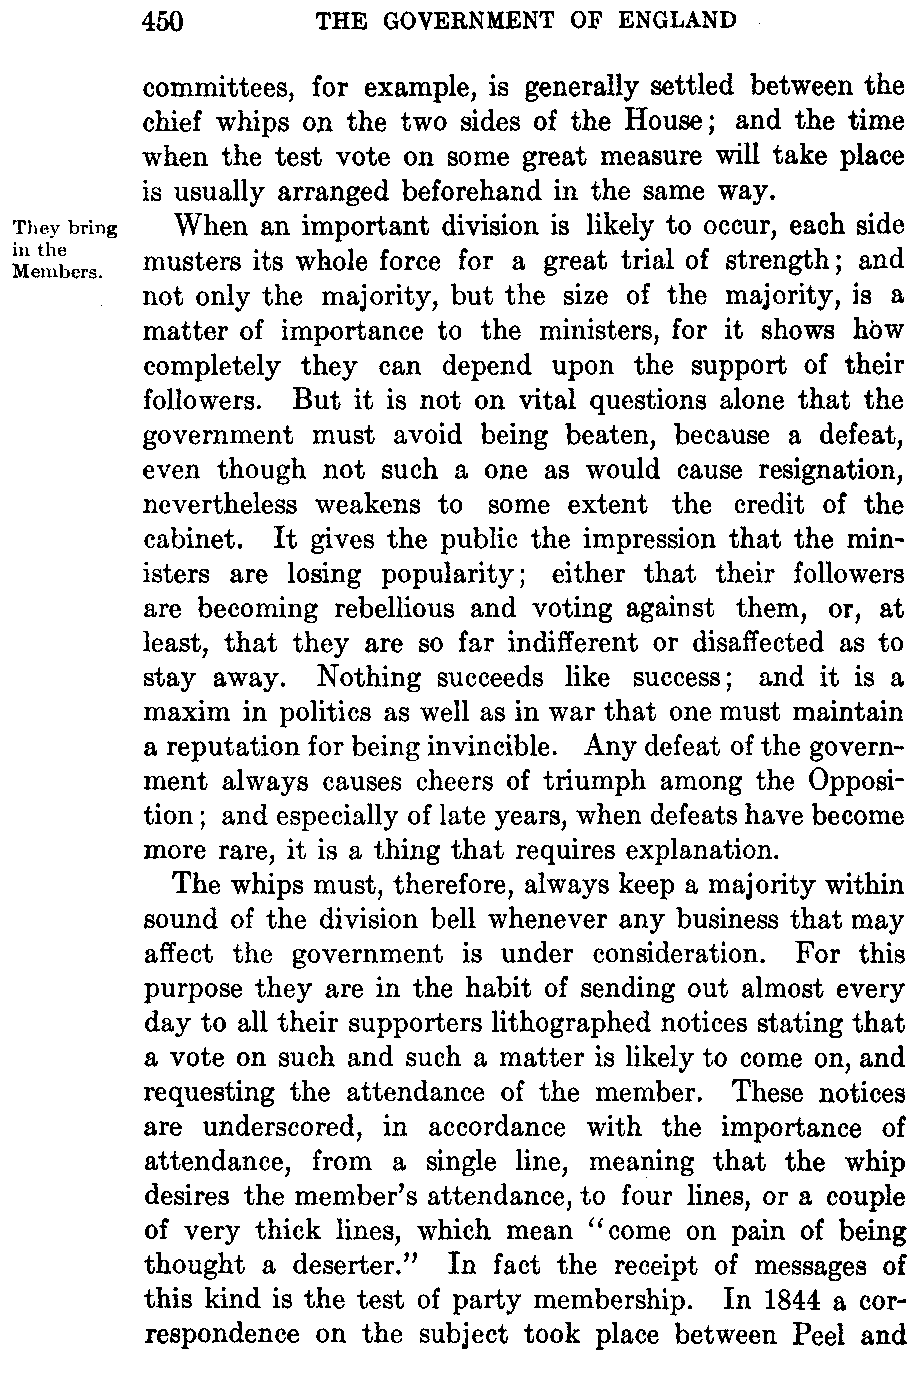 450 THE GOVERNMENT OF ENGLAND
committees, for example, is generally settled between the
chief whips on the two sides of the House; and the time
when the test vote on some great measure will take place
is usually arranged beforehand in the same way.
They bring
in the
Members.
When an important division is likely to occur, each side
musters its whole force for a great trial of strength; and
not only the majority, but the size of the majority, is a
matter of importance to the ministers, for it shows how
completely they can depend upon the support of their
followers. But it is not on vital questions alone that the
government must avoid being beaten, because a defeat,
even though not such a one as would cause resignation,
nevertheless weakens to some extent the credit of the
cabinet. It gives the public the impression that the min-
isters are losing popularity; either that their followers
are becoming rebellious and voting against them, or, at
least, that they are so far indifferent or disaffected as to
stay away. Nothing succeeds like success; and it is a
maxim in politics as well as in war that one must maintain
a reputation for being invincible. Any defeat of the govern-
ment always causes cheers of triumph among the Opposi-
tion; and especially of late years, when defeats have become
more rare, it is a thing that requires explanation.
The whips must, therefore, always keep a majority within
sound of the division bell whenever any business that may
affect the government is under consideration. For this
purpose they are in the habit of sending out almost every
day to all their supporters lithographed notices stating that
a vote on such and such a matter is likely to come on, and
requesting the attendance of the member. These notices
are underscored, in accordance with the importance of
attendance, from a single line, meaning that the whip
desires the member's attendance, to four lines, or a couple
of very thick lines, which mean "come on pain of being
thought a deserter." In fact the receipt of messages of
this kind is the test of party membership. In 1844 a cor-
respondence on the subject took place between Peel and